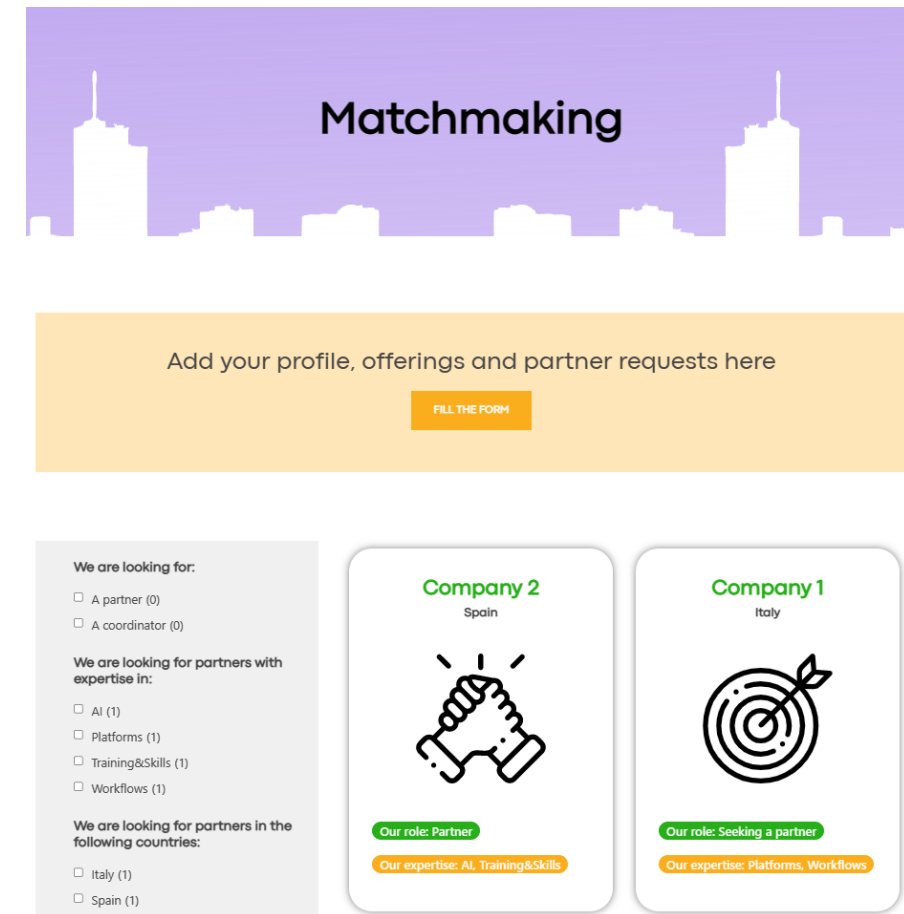 Matchmaking
Add your profile, offerings and partner requests here
FILL THE FORM
We are looking for:
A partner (0)
A coordinator (0)
We are looking for partners with
expertise in:
AI (1)
Platforms (1)
Training&Skills (1)
Workflows (1)
We are looking for partners in the
following countries:
Italy (1)
Spain (1)
Company 2
Spain
Our role: Partner
Our expertise: AI, Training&Skills
Company 1
Italy
Our role: Seeking a partner
Our expertise: Platforms, Workflows